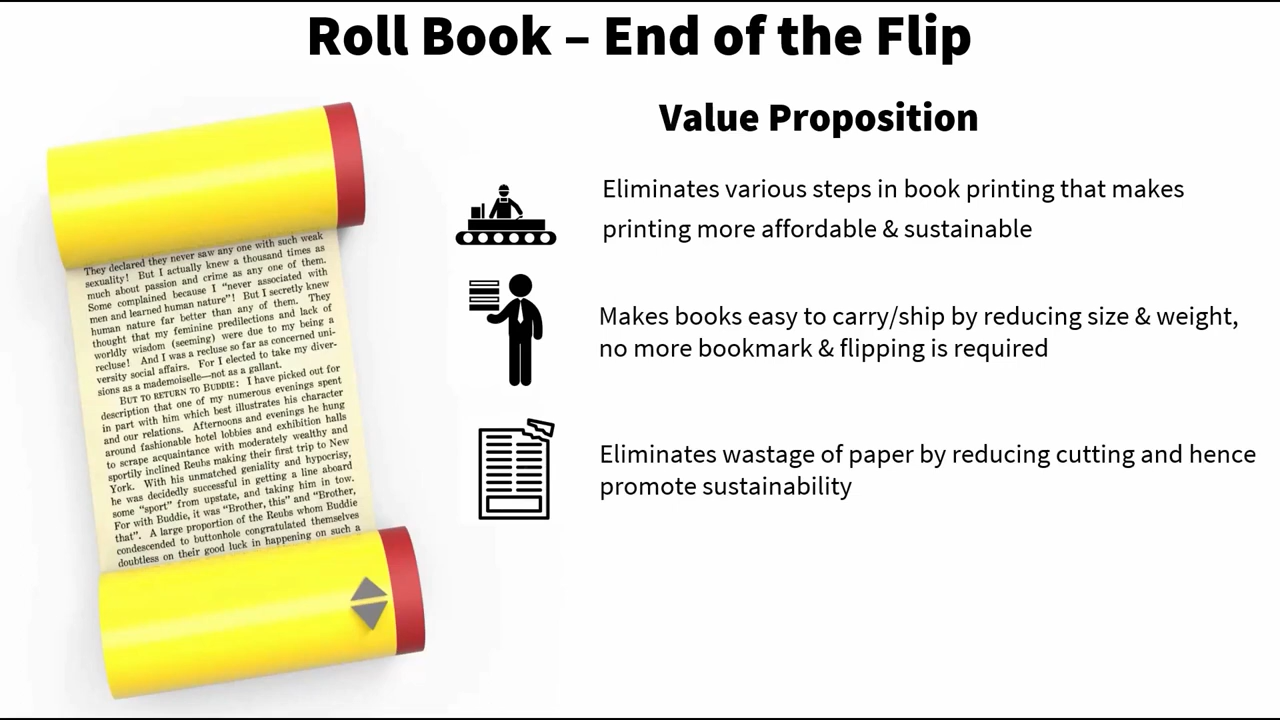 Roll Book – End of the Flip
Value Proposition
Eliminates various steps in book printing that makes
printing more affordable & sustainable
Makes books easy to carry/ship by reducing size & weight,
no more bookmark & flipping is required
Eliminates wastage of paper by reducing cutting and hence
promote sustainability
They declared they never saw any one with such weak
sexuality! But I actually knew a thousand times as
much about passion and crime as any one of them.
Some complained because I “never associated with
men and learned human nature”! But I secretly knew
human nature far better than any of them. They
thought that my feminine predilections and lack of
worldly wisdom (seeming) were due to my being a
recluse! And I was a recluse so far as concerned uni-
versity social affairs. For I elected to take my diver-
sions as a mademoiselle—not as a gallant.
BUT TO RETURN TO BUDDIE: I have picked out for
description that one of my numerous evenings spent
in part with him which best illustrates his character
and our relations. Afternoons and evenings he hung
around fashionable hotel lobbies and exhibition halls
to scrape acquaintance with moderately wealthy and
sportily inclined Reubs making their first trip to New
York. With his unmatched geniality and hypocrisy,
he was decidedly successful in getting a line aboard
some “sport” from upstate, and taking him in tow.
For with Buddie, it was “Brother, this” and “Brother,
that”. A large proportion of the Reubs whom Buddie
condescended to buttonhole congratulated themselves
doubtless on their good luck in happening on such a